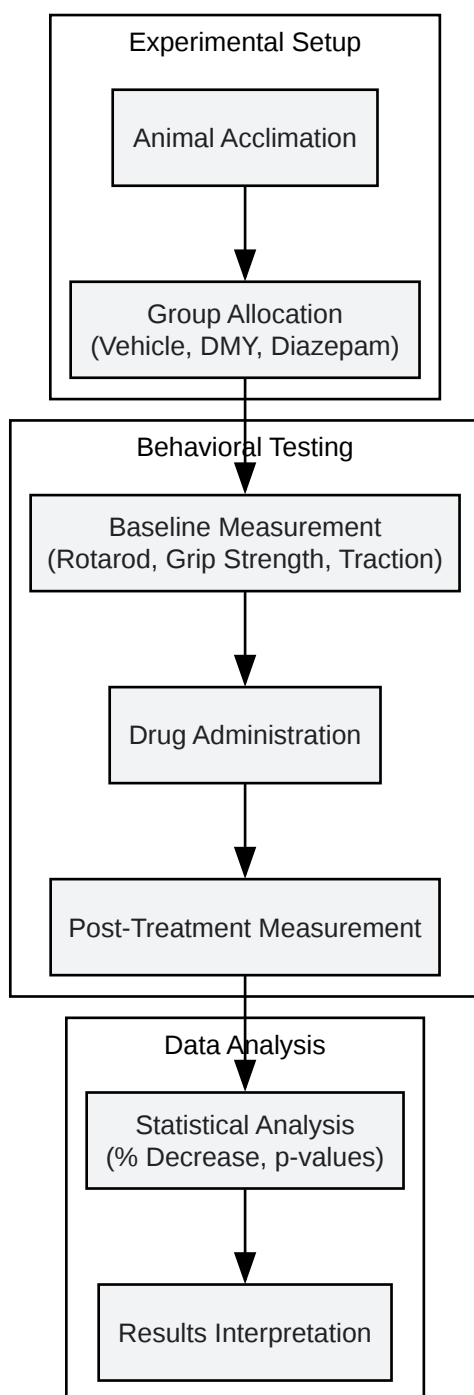 Experimental Setup
Animal Acclimation
Group Allocation
(Vehicle, DMY, Diazepam)
Behavioral Testing
Baseline Measurement
(Rotarod, Grip Strength, Traction)
Drug Administration
Post-Treatment Measurement
Data Analysis
Statistical Analysis
(% Decrease, p-values)
Results Interpretation